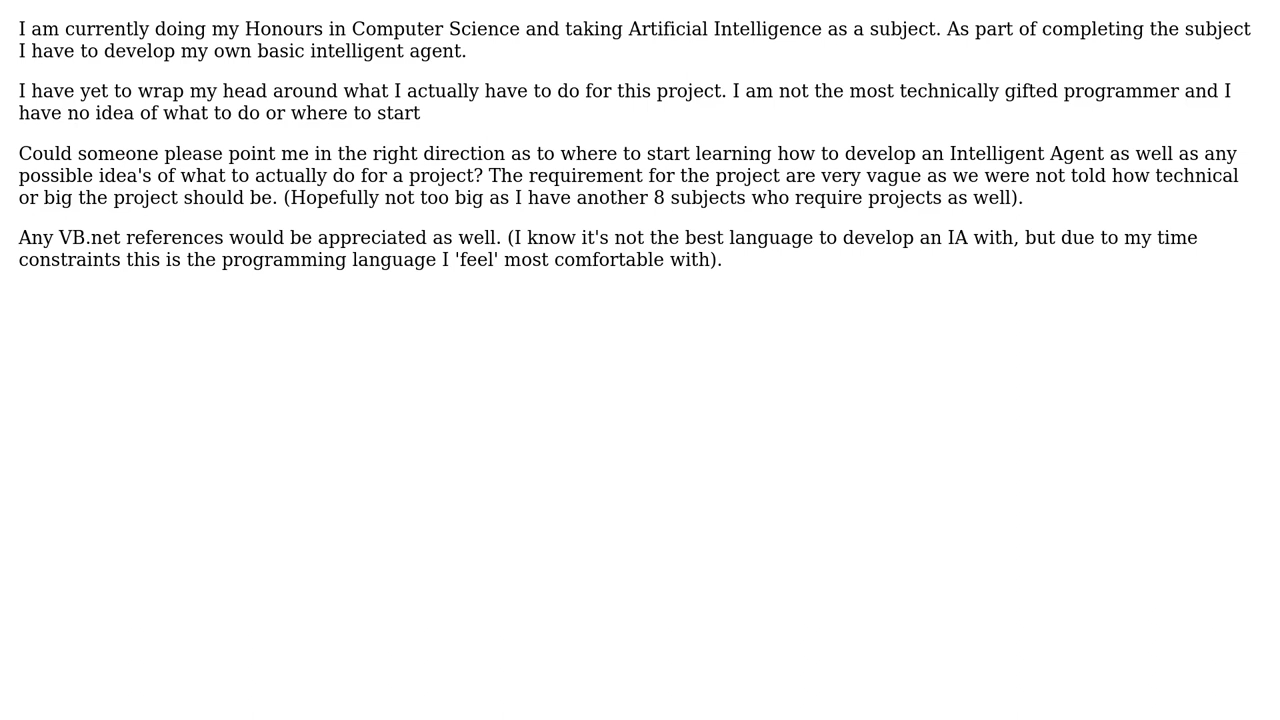 I am currently doing my Honours in Computer Science and taking Artificial Intelligence as a subject. As part of completing the subject
I have to develop my own basic intelligent agent.
I have yet to wrap my head around what I actually have to do for this project. I am not the most technically gifted programmer and I
have no idea of what to do or where to start
Could someone please point me in the right direction as to where to start learning how to develop an Intelligent Agent as well as any
possible idea's of what to actually do for a project? The requirement for the project are very vague as we were not told how technical
or big the project should be. (Hopefully not too big as I have another 8 subjects who require projects as well).
Any VB.net references would be appreciated as well. (I know it's not the best language to develop an IA with, but due to my time
constraints this is the programming language I 'feel' most comfortable with).